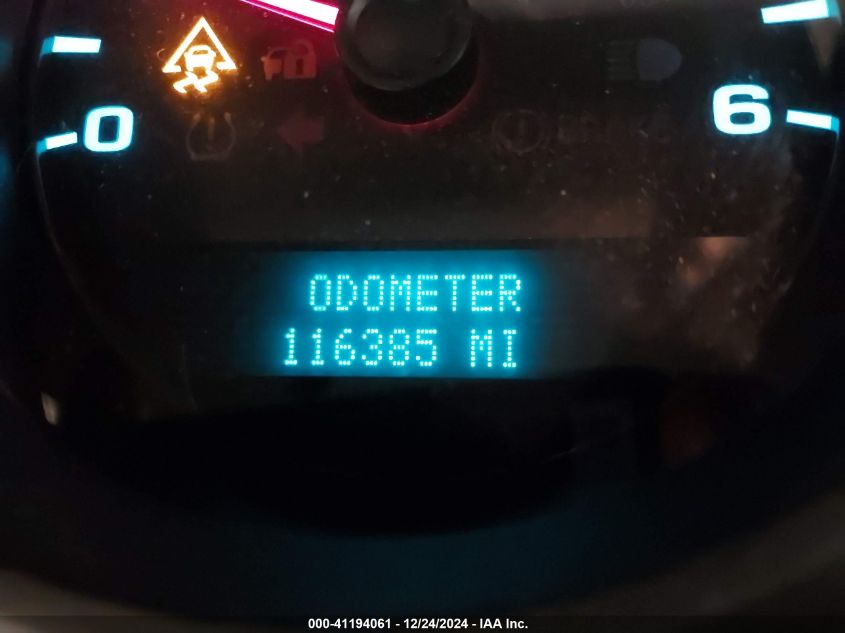 0
6
ODOMETER
116385 MI
000-41194061 - 12/24/2024 - IAA Inc.